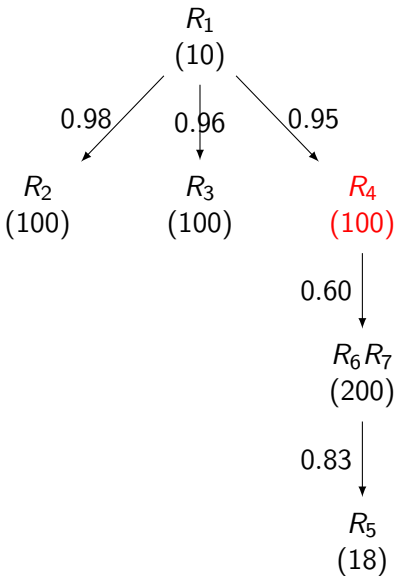 R₁
(10)
0.98 0.96 0.95
R₂ R₃ R₄
(100) (100) (100)
0.60
R₆R₇
(200)
0.83
R₅
(18)